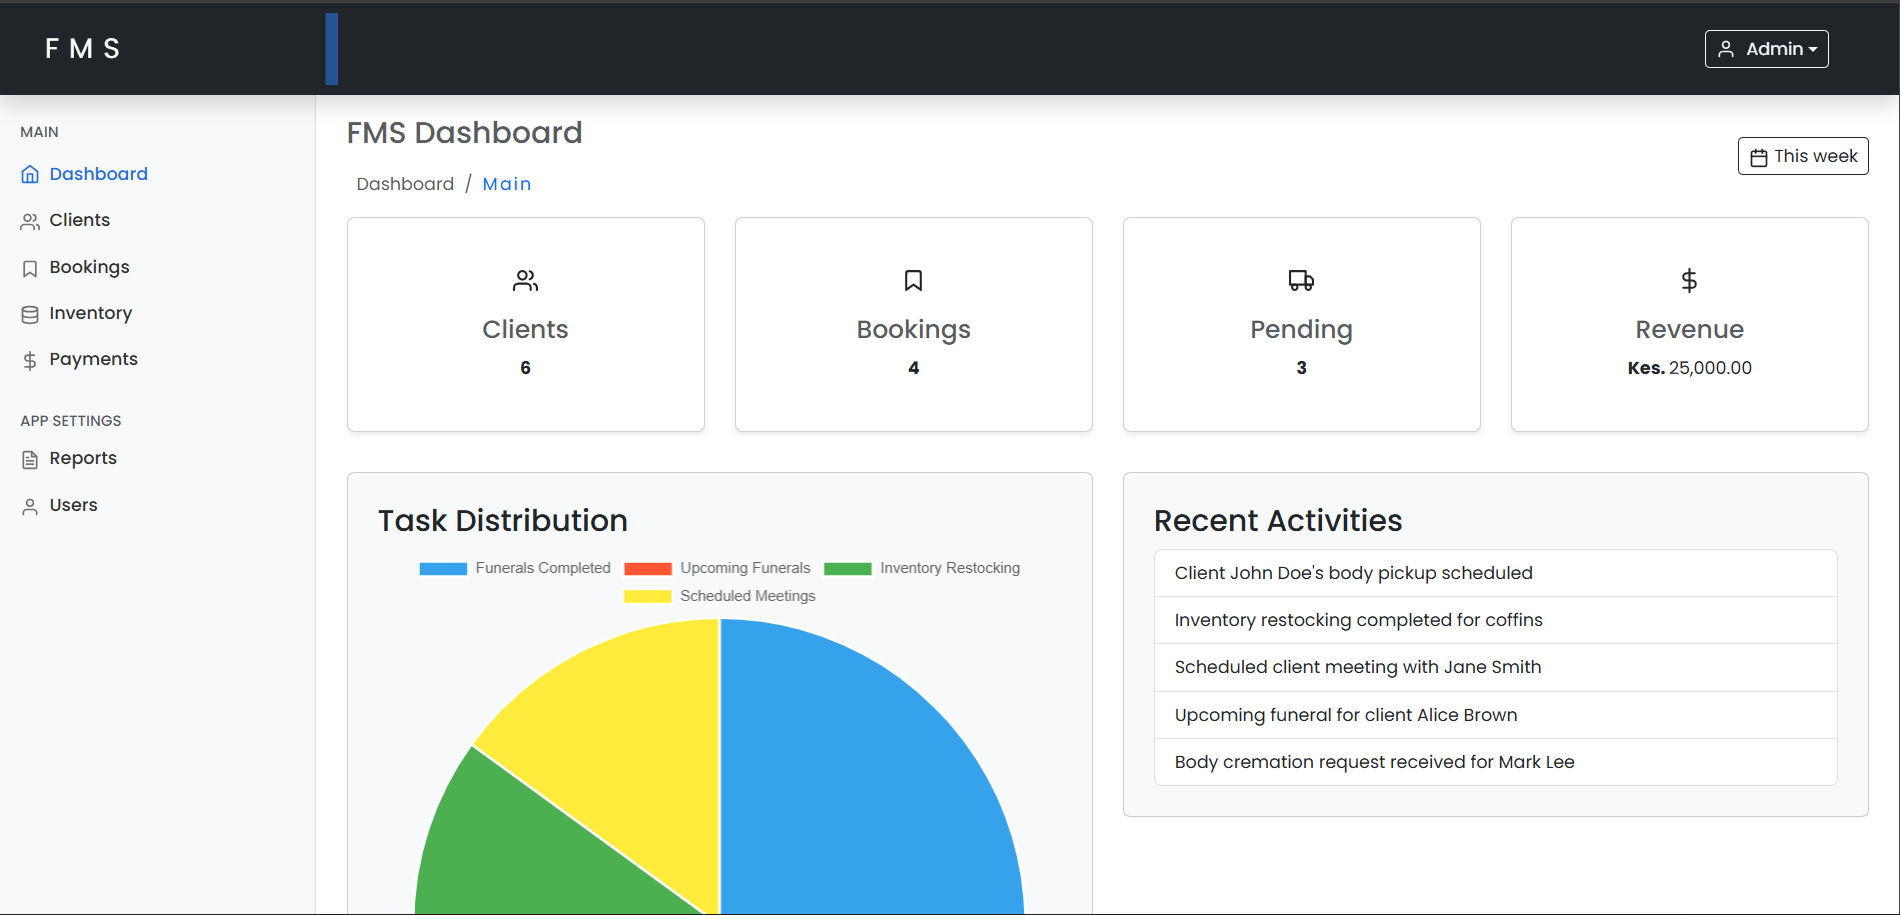 F M S
Admin
MAIN
Dashboard
Clients
Bookings
Inventory
Payments
APP SETTINGS
Reports
Users
FMS Dashboard
Dashboard / Main
This week
Clients
6
Bookings
4
Pending
3
Revenue
Kes. 25,000.00
Task Distribution
Funerals Completed
Upcoming Funerals
Inventory Restocking
Scheduled Meetings
Recent Activities
Client John Doe's body pickup scheduled
Inventory restocking completed for coffins
Scheduled client meeting with Jane Smith
Upcoming funeral for client Alice Brown
Body cremation request received for Mark Lee